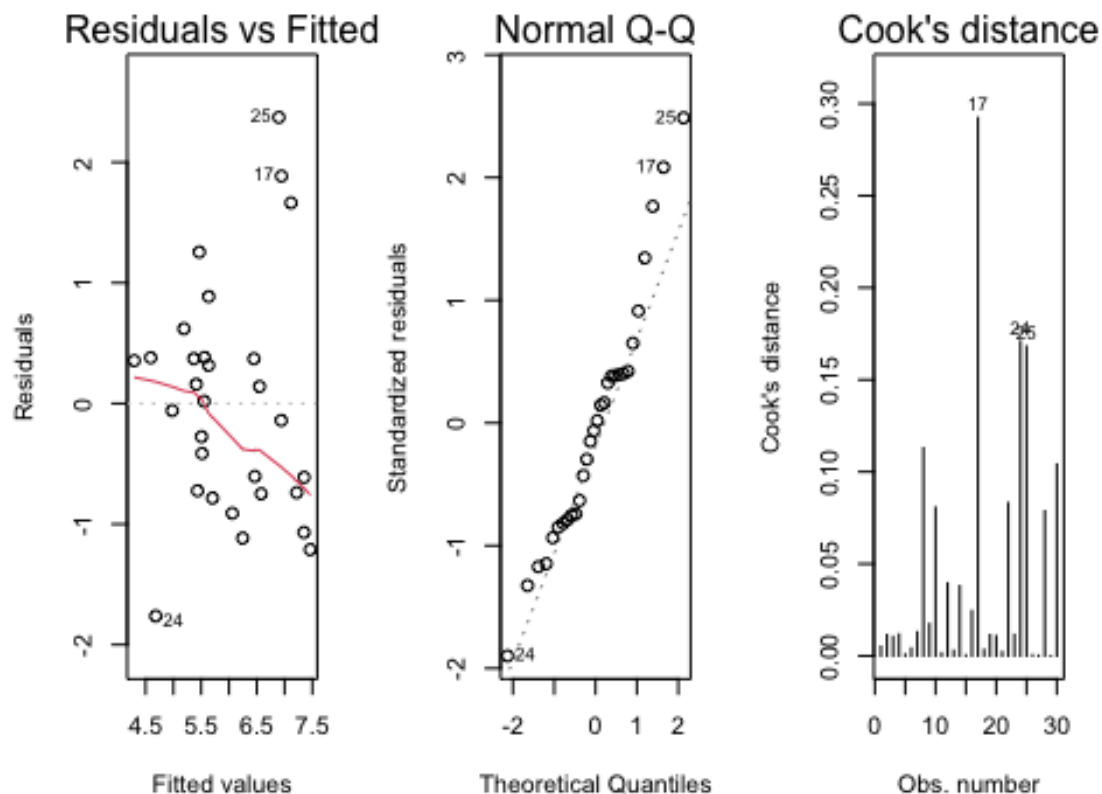 Residuals vs Fitted
Residuals
2
1
0
-1
-2
25
17
24
4.5 5.5 6.5 7.5
Fitted values
Normal Q-Q
Standardized residuals
3
2
1
0
-1
-2
25
17
24
-2 0 1 2
Theoretical Quantiles
Cook's distance
Cook's distance
0.30
0.25
0.20
0.15
0.10
0.05
0.00
17
24
25
0 10 20 30
Obs. number